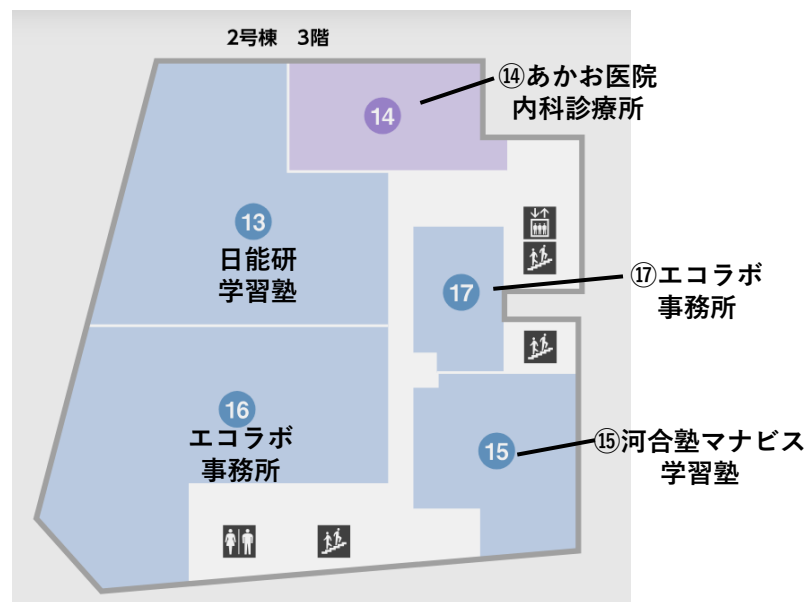 2号棟 3階
⑭あかお医院
内科診療所
14
13
日能研
学習塾
17
⑰エコラボ
事務所
16
エコラボ
事務所
15
⑮河合塾マナビス
学習塾